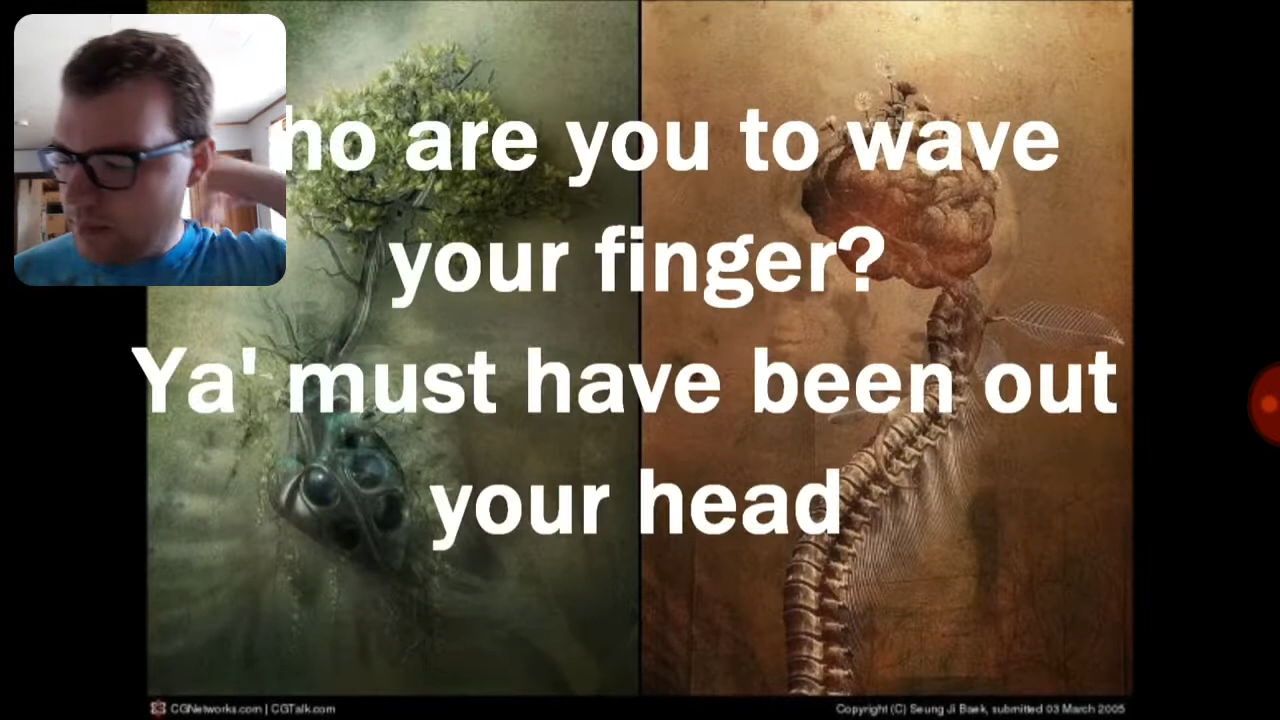 ho are you to wave
your finger?
Ya' must have been out
your head
CGNetworks.com | CGTalk.com
Copyright (C) Seung Ji Baek, submitted 03 March 2005